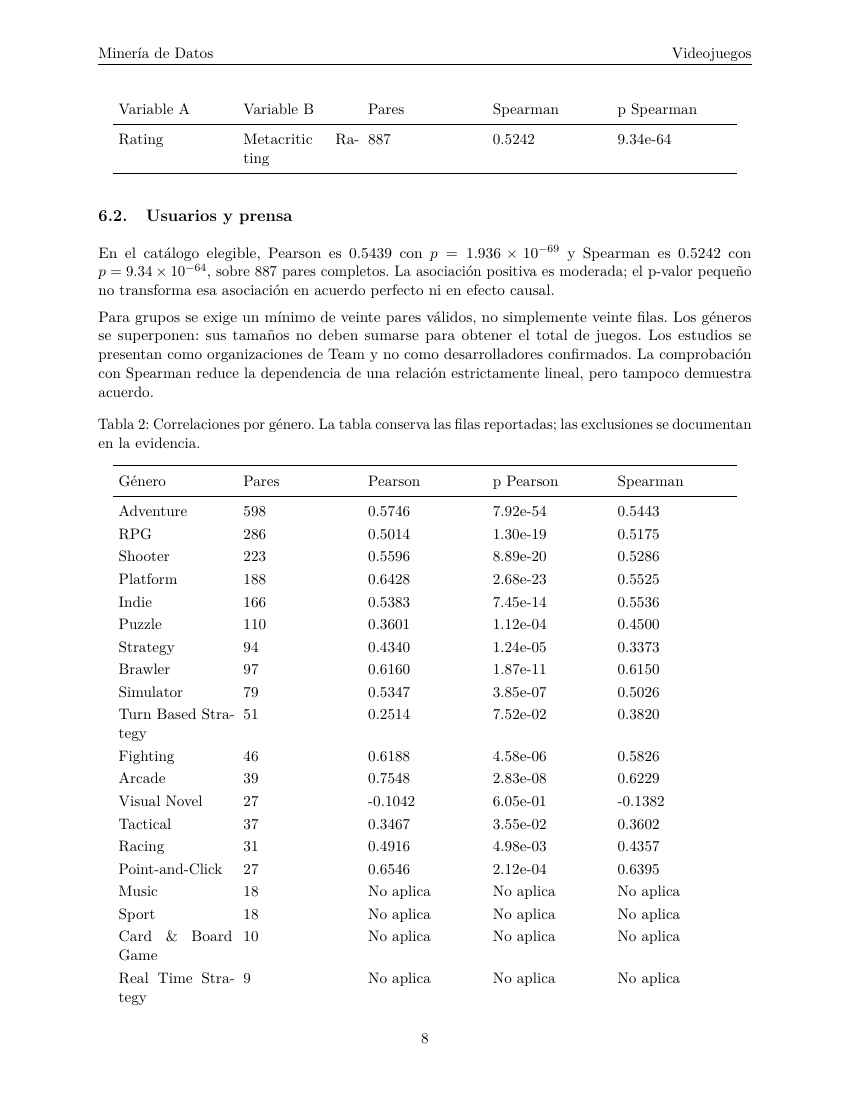 Minería de Datos Videojuegos
Variable A Variable B Pares Spearman p Spearman
Rating Metacritic Ra- 887 0.5242 9.34e-64
ting
6.2. Usuarios y prensa
En el catálogo elegible, Pearson es 0.5439 con p = 1.936 × 10⁻⁶⁹ y Spearman es 0.5242 con
p = 9.34 × 10⁻⁶⁴, sobre 887 pares completos. La asociación positiva es moderada; el p-valor pequeño
no transforma esa asociación en acuerdo perfecto ni en efecto causal.
Para grupos se exige un mínimo de veinte pares válidos, no simplemente veinte filas. Los géneros
se superponen: sus tamaños no deben sumarse para obtener el total de juegos. Los estudios se
presentan como organizaciones de Team y no como desarrolladores confirmados. La comprobación
con Spearman reduce la dependencia de una relación estrictamente lineal, pero tampoco demuestra
acuerdo.
Tabla 2: Correlaciones por género. La tabla conserva las filas reportadas; las exclusiones se documentan
en la evidencia.
Género Pares Pearson p Pearson Spearman
Adventure 598 0.5746 7.92e-54 0.5443
RPG 286 0.5014 1.30e-19 0.5175
Shooter 223 0.5596 8.89e-20 0.5286
Platform 188 0.6428 2.68e-23 0.5525
Indie 166 0.5383 7.45e-14 0.5536
Puzzle 110 0.3601 1.12e-04 0.4500
Strategy 94 0.4340 1.24e-05 0.3373
Brawler 97 0.6160 1.87e-11 0.6150
Simulator 79 0.5347 3.85e-07 0.5026
Turn Based Stra- 51 0.2514 7.52e-02 0.3820
tegy
Fighting 46 0.6188 4.58e-06 0.5826
Arcade 39 0.7548 2.83e-08 0.6229
Visual Novel 27 -0.1042 6.05e-01 -0.1382
Tactical 37 0.3467 3.55e-02 0.3602
Racing 31 0.4916 4.98e-03 0.4357
Point-and-Click 27 0.6546 2.12e-04 0.6395
Music 18 No aplica No aplica No aplica
Sport 18 No aplica No aplica No aplica
Card & Board 10 No aplica No aplica No aplica
Game
Real Time Stra- 9 No aplica No aplica No aplica
tegy
8